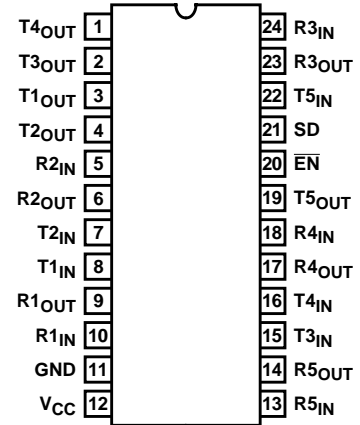 T4OUT 1 24 R3IN
T3OUT 2 23 R3OUT
T1OUT 3 22 T5IN
T2OUT 4 21 SD
R2IN 5 20 E̅N̅
R2OUT 6 19 T5OUT
T2IN 7 18 R4IN
T1IN 8 17 R4OUT
R1OUT 9 16 T4IN
R1IN 10 15 T3IN
GND 11 14 R5OUT
VCC 12 13 R5IN